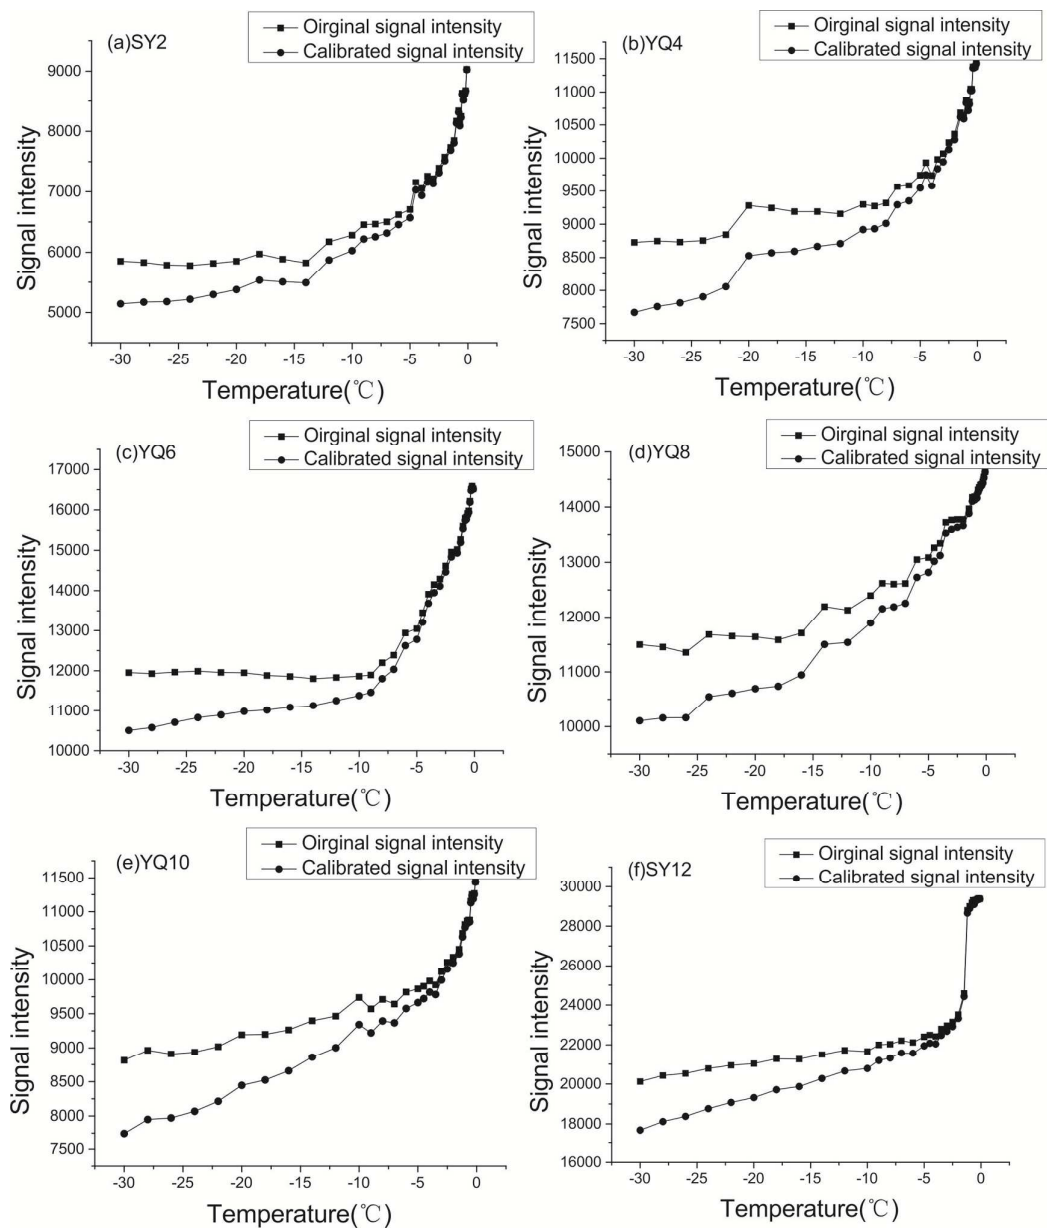 (a)SY2
Oirginal signal intensity
Calibrated signal intensity
9000
8000
7000
6000
5000
Signal intensity
-30 -25 -20 -15 -10 -5 0
Temperature(℃)
(b)YQ4
Oirginal signal intensity
Calibrated signal intensity
11500
11000
10500
10000
9500
9000
8500
8000
7500
Signal intensity
-30 -25 -20 -15 -10 -5 0
Temperature(℃)
(c)YQ6
Oirginal signal intensity
Calibrated signal intensity
17000
16000
15000
14000
13000
12000
11000
10000
Signal intensity
-30 -25 -20 -15 -10 -5 0
Temperature(℃)
(d)YQ8
Oirginal signal intensity
Calibrated signal intensity
15000
14000
13000
12000
11000
10000
Signal intensity
-30 -25 -20 -15 -10 -5 0
Temperature(℃)
(e)YQ10
Oirginal signal intensity
Calibrated signal intensity
11500
11000
10500
10000
9500
9000
8500
8000
7500
Signal intensity
-30 -25 -20 -15 -10 -5 0
Temperature(℃)
(f)SY12
Oirginal signal intensity
Calibrated signal intensity
30000
28000
26000
24000
22000
20000
18000
16000
Signal intensity
-30 -25 -20 -15 -10 -5 0
Temperature(℃)